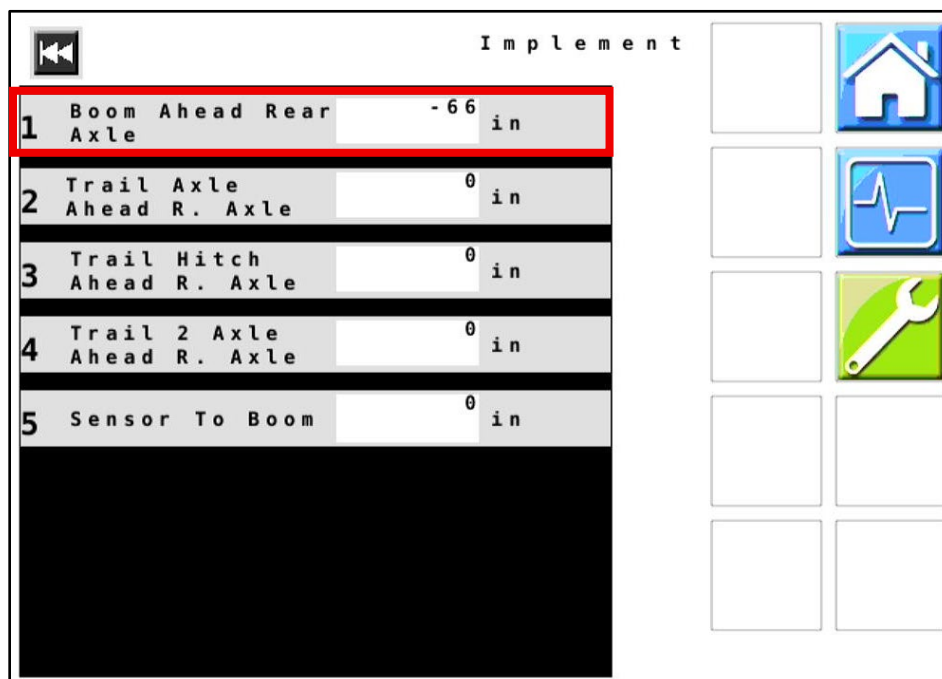 Implement
1 Boom Ahead Rear Axle -66 in
2 Trail Axle Ahead R. Axle 0 in
3 Trail Hitch Ahead R. Axle 0 in
4 Trail 2 Axle Ahead R. Axle 0 in
5 Sensor To Boom 0 in